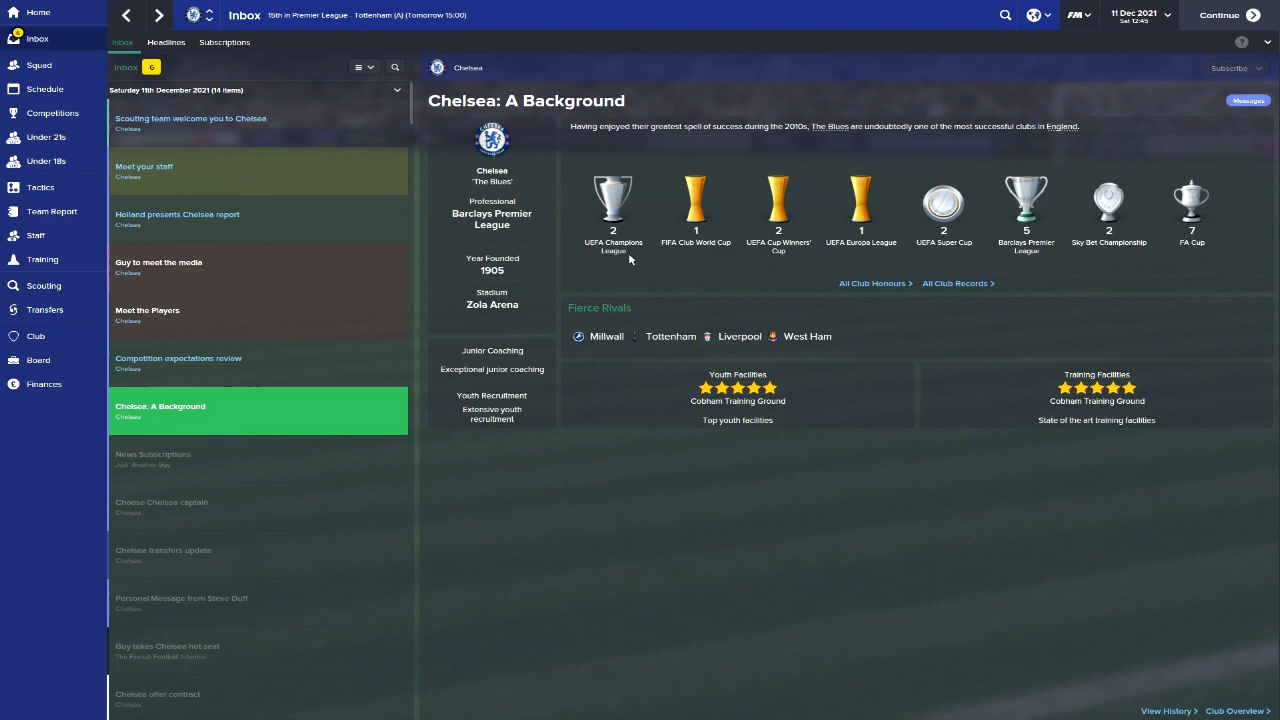 Home
Inbox
15th in Premier League - Tottenham (A) (Tomorrow 15:00)
FM
11 Dec 2021
Sat 12:45
Continue
6
Inbox
Inbox
Headlines
Subscriptions
Squad
Schedule
Competitions
Under 21s
Under 18s
Tactics
Team Report
Staff
Training
Scouting
Transfers
Club
Board
Finances
Inbox
6
Saturday 11th December 2021 (14 items)
Scouting team welcome you to Chelsea
Chelsea
Meet your staff
Chelsea
Holland presents Chelsea report
Chelsea
Guy to meet the media
Chelsea
Meet the Players
Chelsea
Competition expectations review
Chelsea
Chelsea: A Background
Chelsea
News Subscriptions
Just Another Guy
Choose Chelsea captain
Chelsea
Chelsea transfers update
Chelsea
Personal Message from Steve Duff
Chelsea
Guy takes Chelsea hot seat
The Finnish Football Informer
Chelsea offer contract
Chelsea
Chelsea
Subscribe
Chelsea: A Background
Messages
Having enjoyed their greatest spell of success during the 2010s, The Blues are undoubtedly one of the most successful clubs in England.
Chelsea
'The Blues'
Professional
Barclays Premier
League
Year Founded
1905
Stadium
Zola Arena
2
UEFA Champions
League
1
FIFA Club World Cup
2
UEFA Cup Winners'
Cup
1
UEFA Europa League
2
UEFA Super Cup
5
Barclays Premier
League
2
Sky Bet Championship
7
FA Cup
All Club Honours >
All Club Records >
Fierce Rivals
Millwall
Tottenham
Liverpool
West Ham
Junior Coaching
Exceptional junior coaching
Youth Recruitment
Extensive youth
recruitment
Youth Facilities
Cobham Training Ground
Top youth facilities
Training Facilities
Cobham Training Ground
State of the art training facilities
View History >
Club Overview >